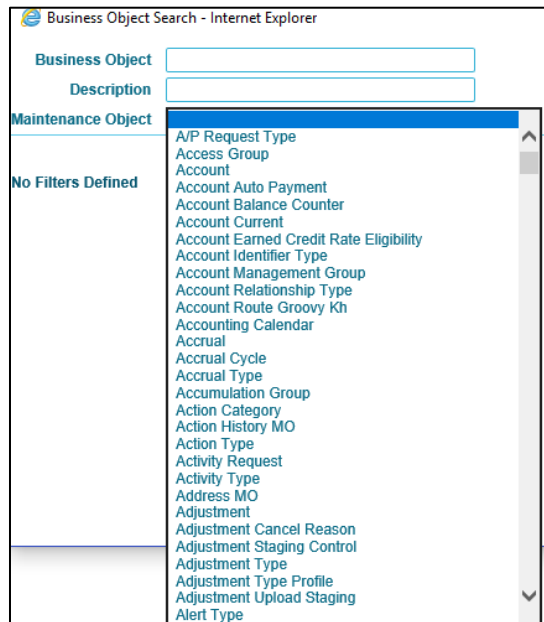 Business Object Search - Internet Explorer
Business Object
Description
Maintenance Object
No Filters Defined
A/P Request Type
Access Group
Account
Account Auto Payment
Account Balance Counter
Account Current
Account Earned Credit Rate Eligibility
Account Identifier Type
Account Management Group
Account Relationship Type
Account Route Groovy Kh
Accounting Calendar
Accrual
Accrual Cycle
Accrual Type
Accumulation Group
Action Category
Action History MO
Action Type
Activity Request
Activity Type
Address MO
Adjustment
Adjustment Cancel Reason
Adjustment Staging Control
Adjustment Type
Adjustment Type Profile
Adjustment Upload Staging
Alert Type